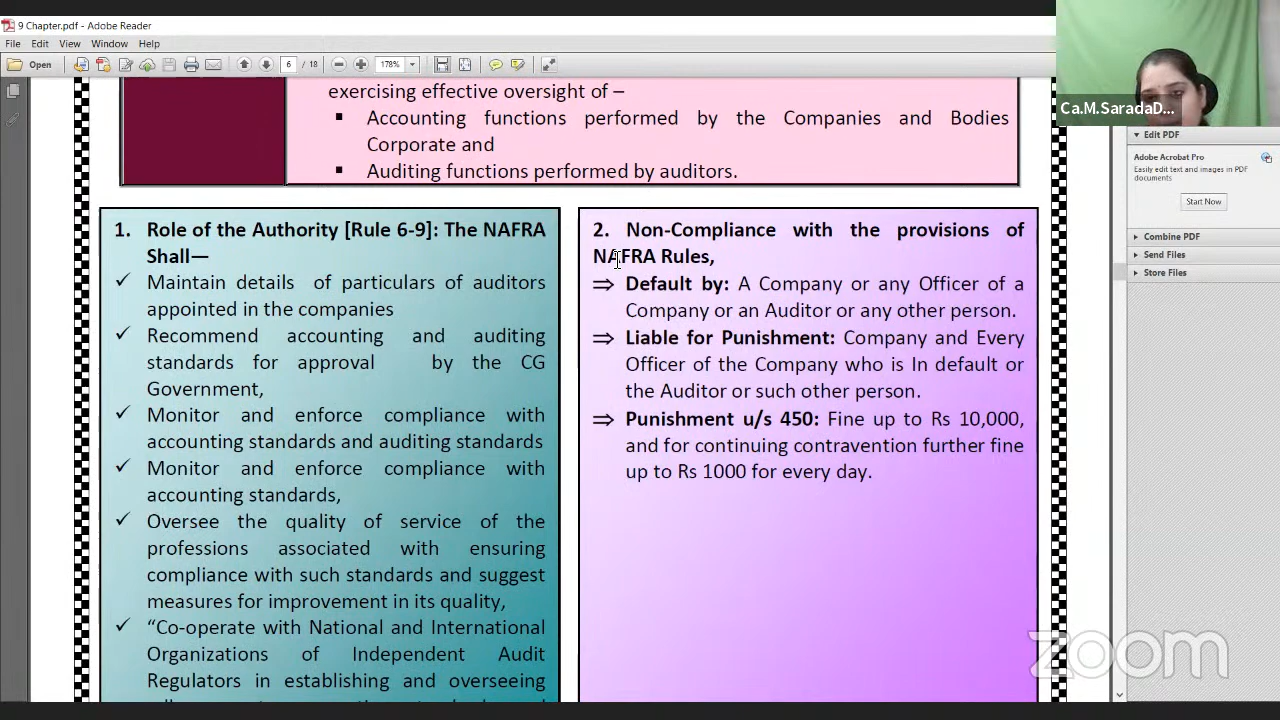 9 Chapter.pdf - Adobe Reader
File Edit View Window Help
Open
6 / 18
178%
exercising effective oversight of –
▪ Accounting functions performed by the Companies and Bodies
Corporate and
▪ Auditing functions performed by auditors.
1. Role of the Authority [Rule 6-9]: The NAFRA
Shall—
✓ Maintain details of particulars of auditors
appointed in the companies
✓ Recommend accounting and auditing
standards for approval by the CG
Government,
✓ Monitor and enforce compliance with
accounting standards and auditing standards
✓ Monitor and enforce compliance with
accounting standards,
✓ Oversee the quality of service of the
professions associated with ensuring
compliance with such standards and suggest
measures for improvement in its quality,
✓ “Co-operate with National and International
Organizations of Independent Audit
Regulators in establishing and overseeing
2. Non-Compliance with the provisions of
NAFRA Rules,
⇒ Default by: A Company or any Officer of a
Company or an Auditor or any other person.
⇒ Liable for Punishment: Company and Every
Officer of the Company who is In default or
the Auditor or such other person.
⇒ Punishment u/s 450: Fine up to Rs 10,000,
and for continuing contravention further fine
up to Rs 1000 for every day.
Ca.M.SaradaD...
Edit PDF
Adobe Acrobat Pro
Easily edit text and images in PDF
documents
Start Now
Combine PDF
Send Files
Store Files
zoom